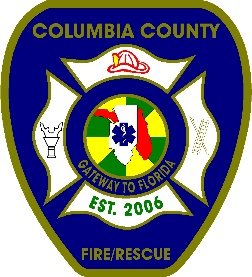 COLUMBIA COUNTY
GATEWAY TO FLORIDA
EST. 2006
FIRE/RESCUE